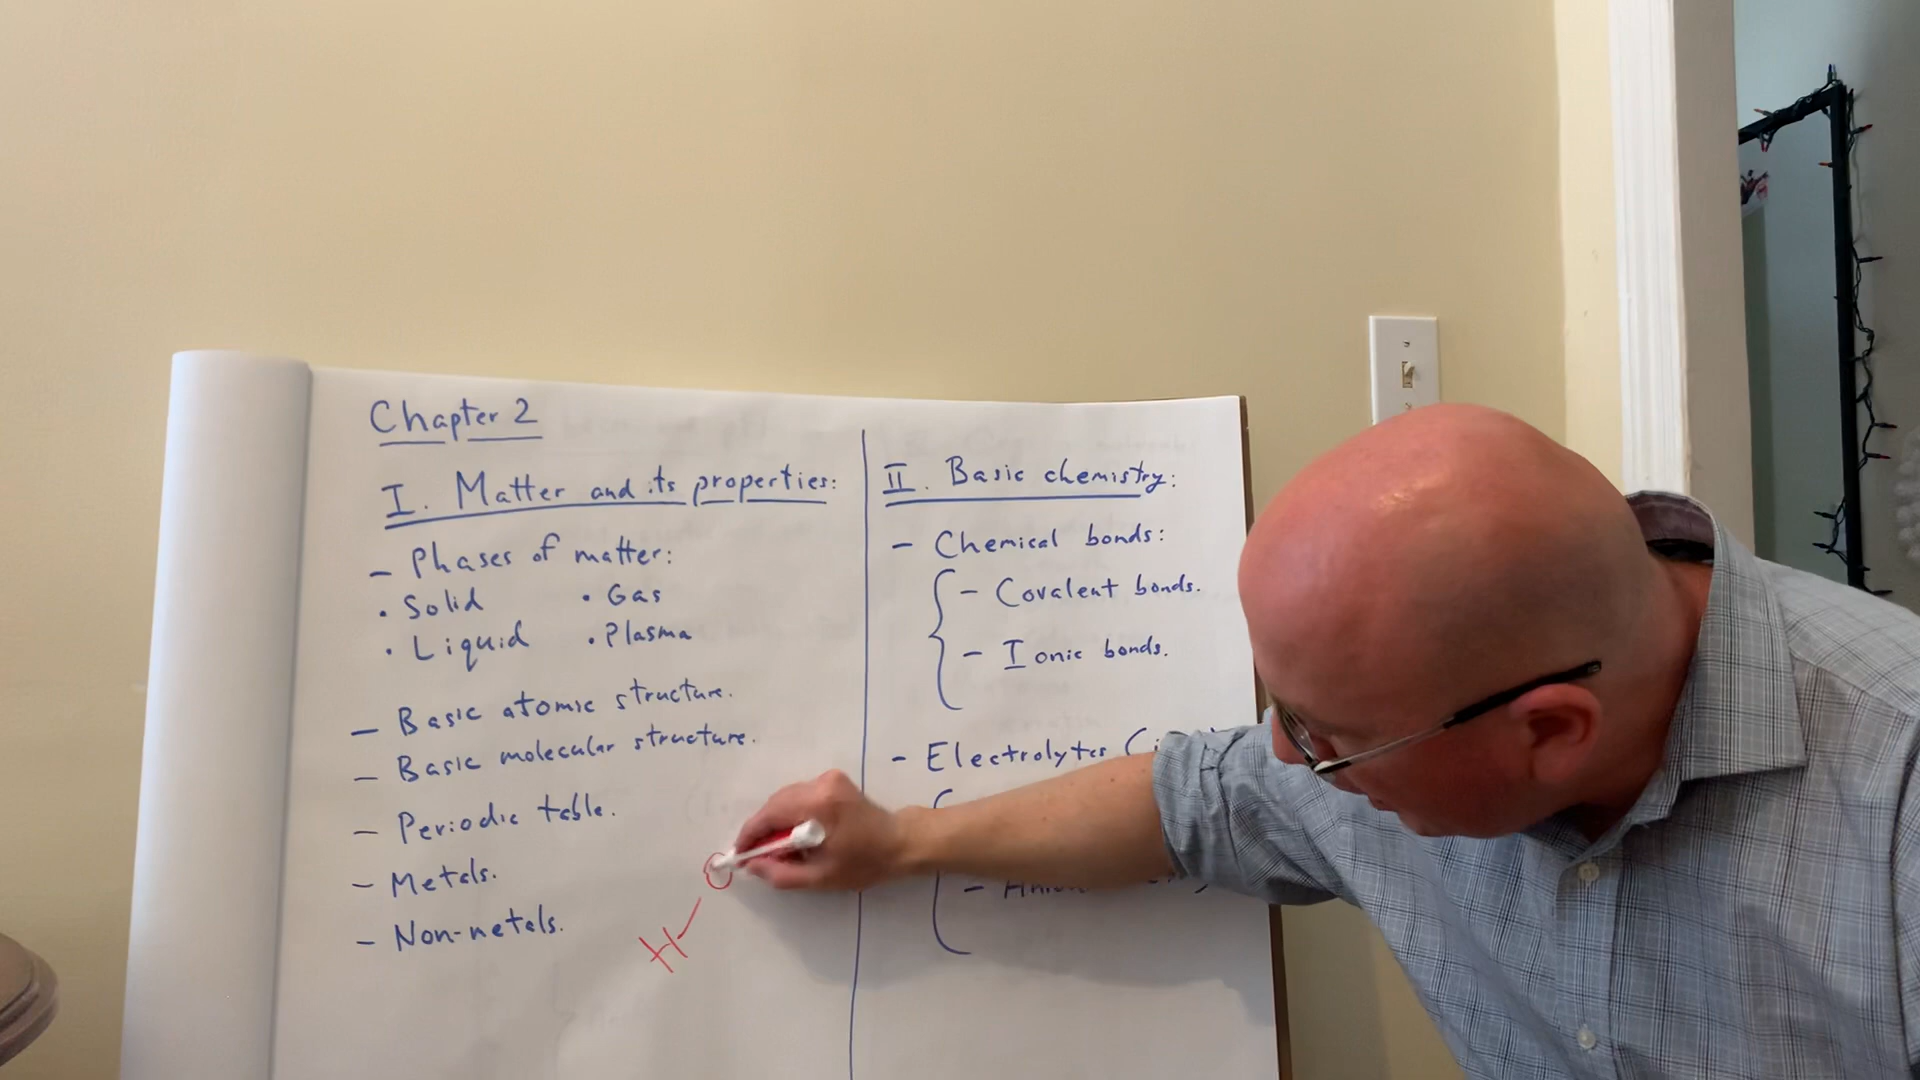 Chapter 2
I. Matter and its properties:
- Phases of matter:
• Solid • Gas
• Liquid • Plasma
- Basic atomic structure.
- Basic molecular structure.
- Periodic table.
- Metals.
- Non-metals.
H O
II. Basic chemistry:
- Chemical bonds:
- Covalent bonds.
- Ionic bonds.
- Electrolytes
-